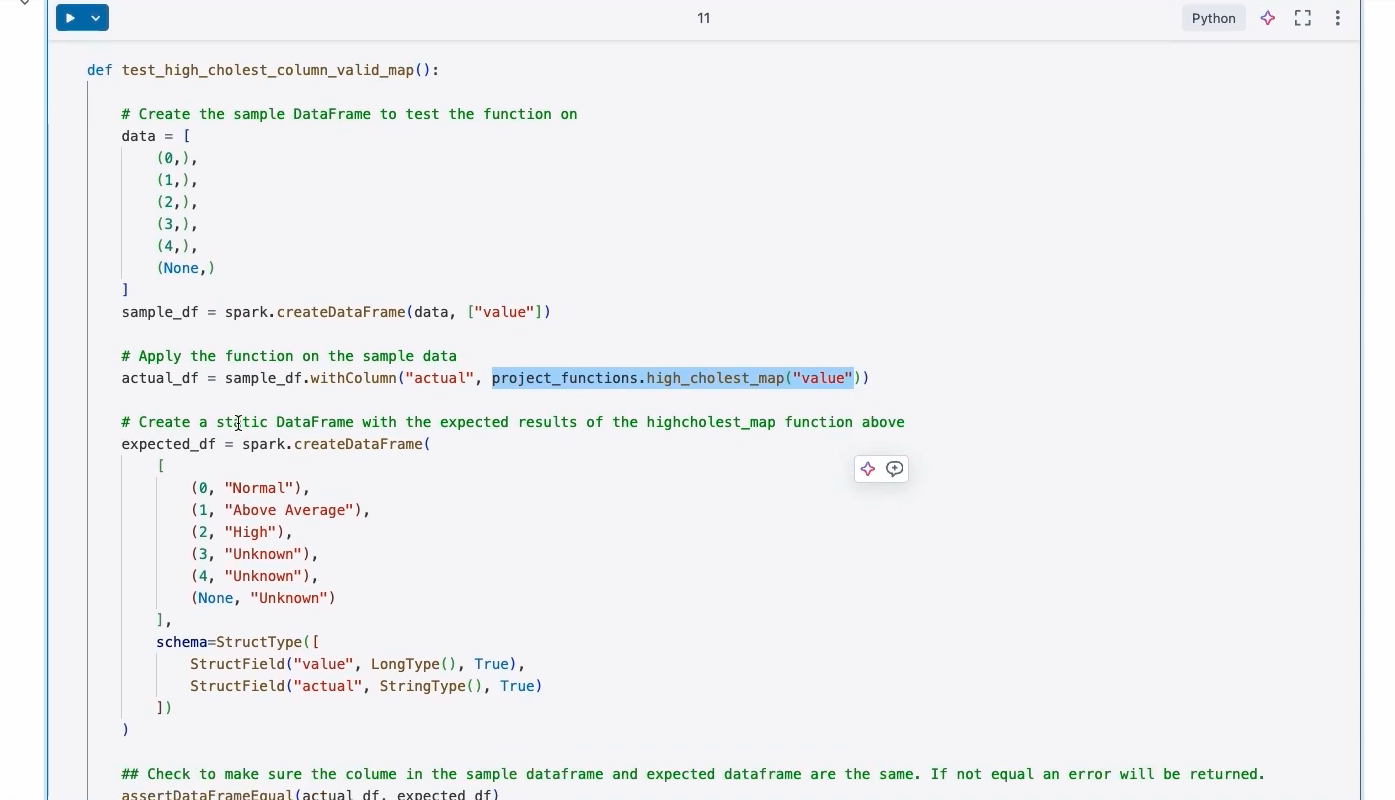 11
Python
def test_high_cholest_column_valid_map():
# Create the sample DataFrame to test the function on
data = [
(0,),
(1,),
(2,),
(3,),
(4,),
(None,)
]
sample_df = spark.createDataFrame(data, ["value"])
# Apply the function on the sample data
actual_df = sample_df.withColumn("actual", project_functions.high_cholest_map("value"))
# Create a static DataFrame with the expected results of the highcholest_map function above
expected_df = spark.createDataFrame(
[
(0, "Normal"),
(1, "Above Average"),
(2, "High"),
(3, "Unknown"),
(4, "Unknown"),
(None, "Unknown")
],
schema=StructType([
StructField("value", LongType(), True),
StructField("actual", StringType(), True)
])
)
## Check to make sure the colume in the sample dataframe and expected dataframe are the same. If not equal an error will be returned.
assertDataFrameEqual(actual_df, expected_df)